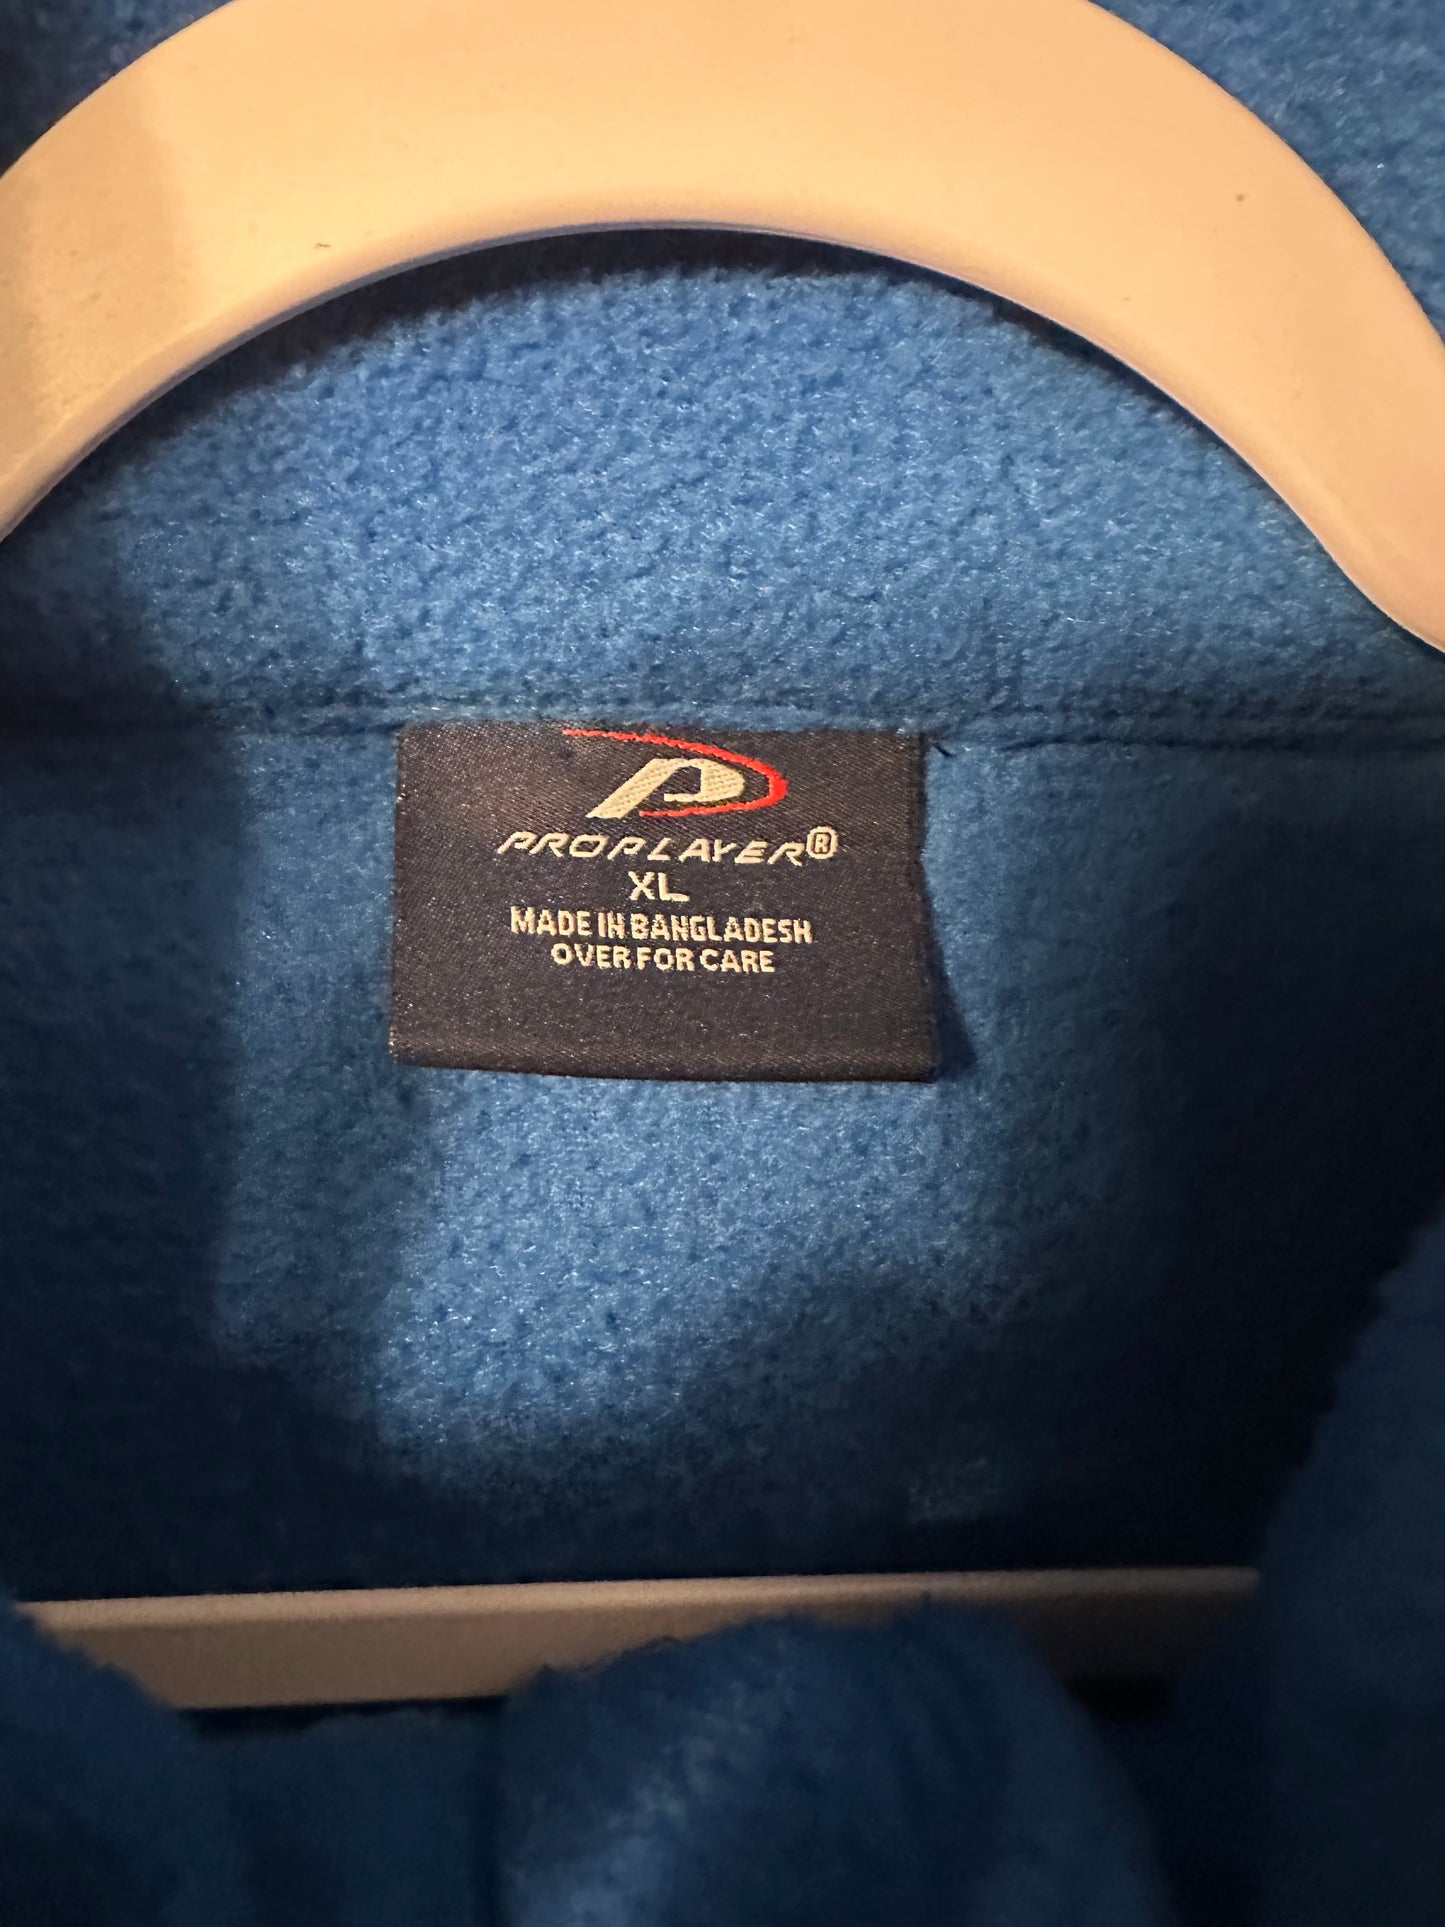 P
PROPLAYER®
XL
MADE IN BANGLADESH
OVER FOR CARE